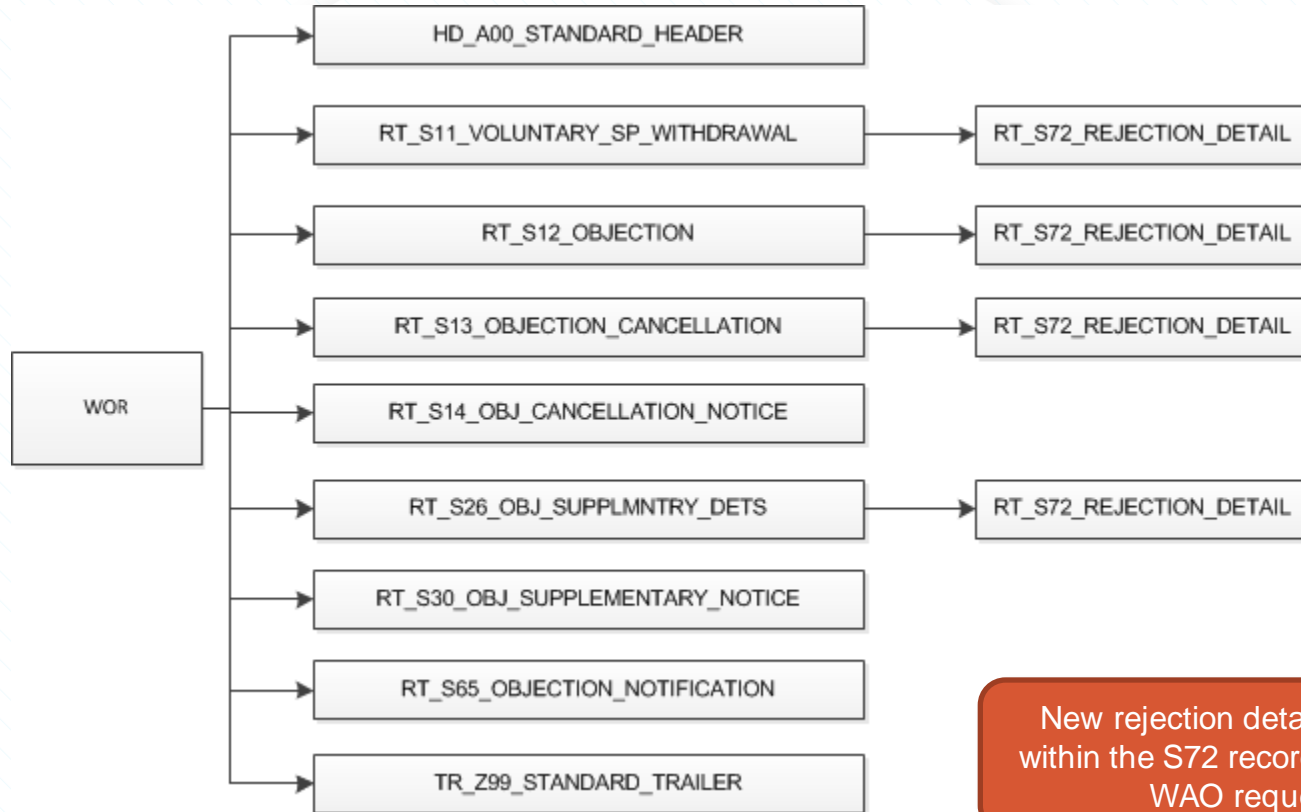 HD_A00_STANDARD_HEADER
RT_S11_VOLUNTARY_SP_WITHDRAWAL
RT_S72_REJECTION_DETAIL
RT_S12_OBJECTION
RT_S72_REJECTION_DETAIL
RT_S13_OBJECTION_CANCELLATION
RT_S72_REJECTION_DETAIL
WOR
RT_S14_OBJ_CANCELLATION_NOTICE
RT_S26_OBJ_SUPPLMNTRY_DETS
RT_S72_REJECTION_DETAIL
RT_S30_OBJ_SUPPLEMENTARY_NOTICE
RT_S65_OBJECTION_NOTIFICATION
New rejection
within the S72
WAO
TR_Z99_STANDARD_TRAILER